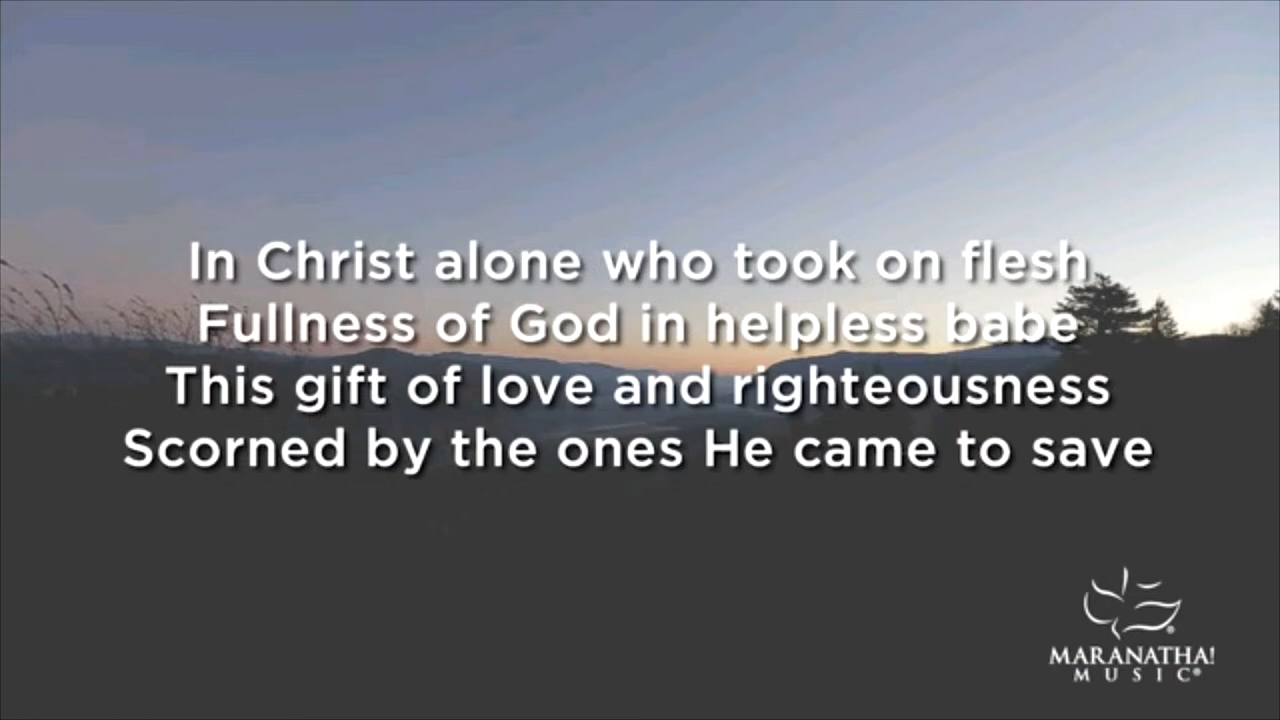 In Christ alone who took on flesh
Fullness of God in helpless babe
This gift of love and righteousness
Scorned by the ones He came to save
MARANATHA!
MUSIC®